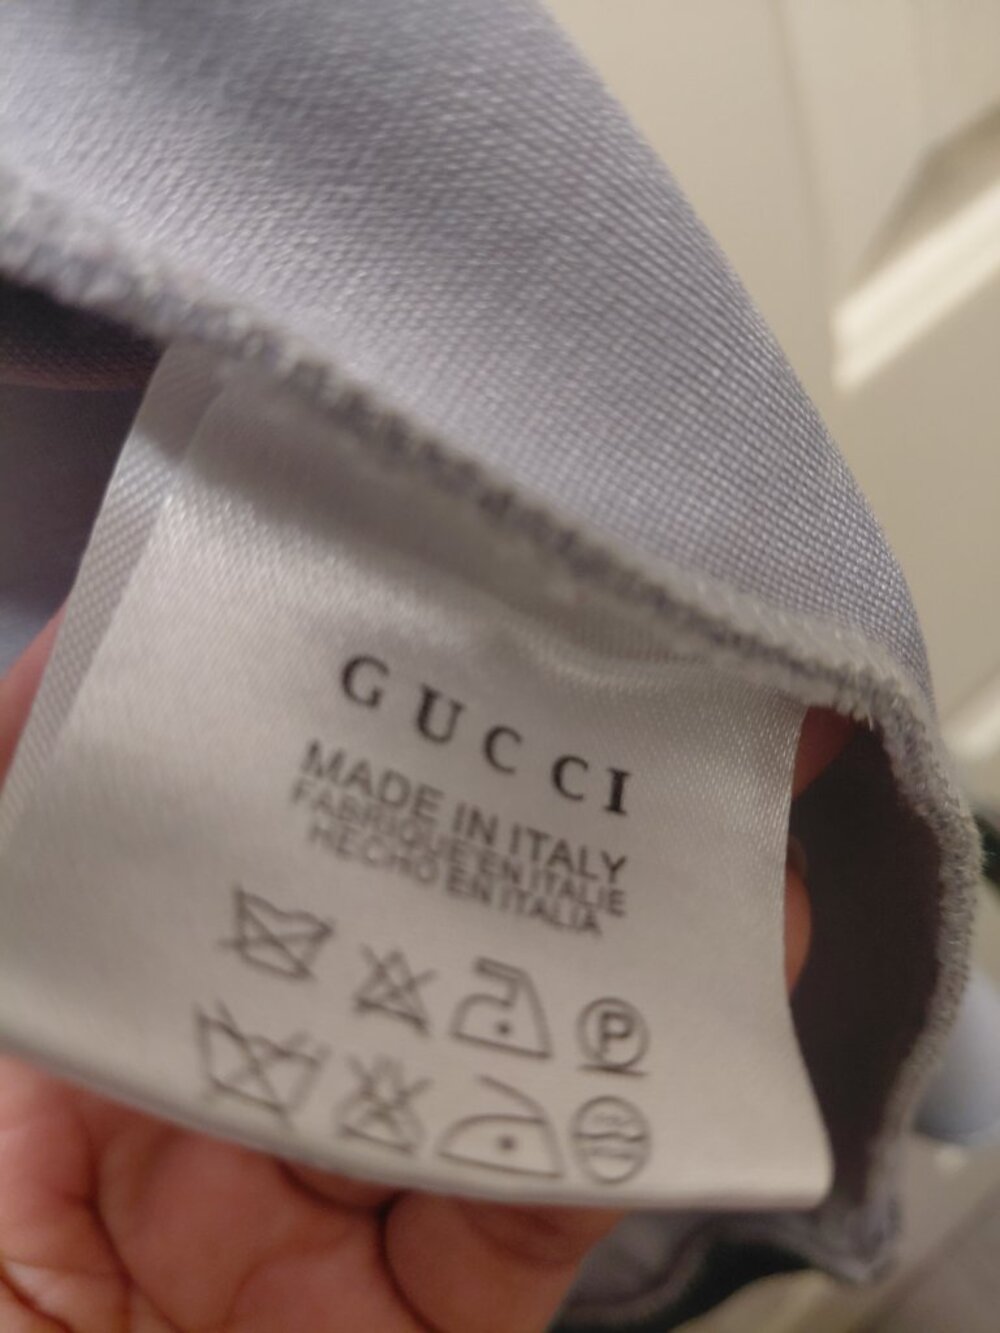 GUCCI
MADE IN ITALY
FABRIQUE EN ITALIE
HECHO EN ITALIA
P